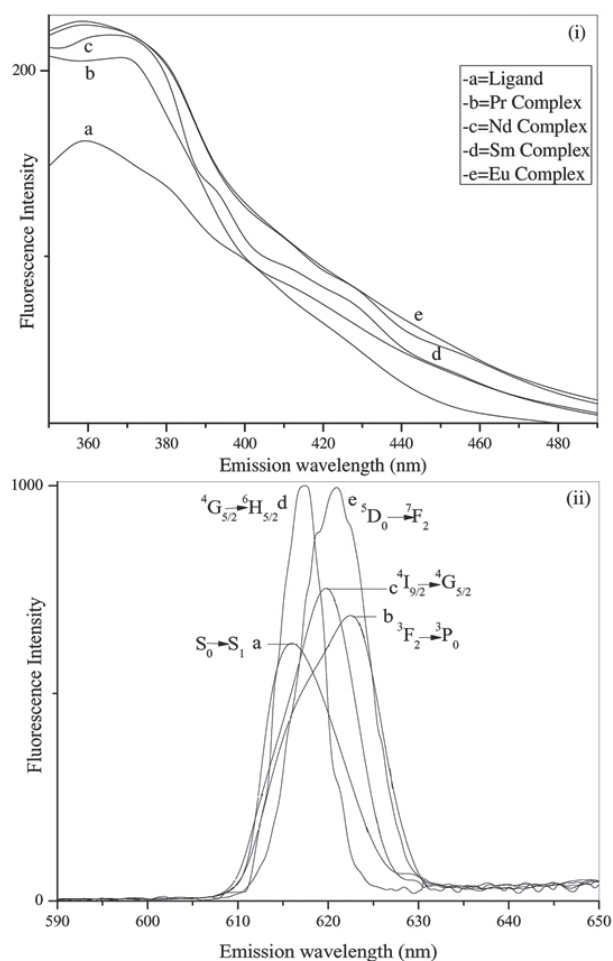 (i)
c
200
b
a
-a=Ligand
-b=Pr Complex
-c=Nd Complex
-d=Sm Complex
-e=Eu Complex
e
d
Fluorescence Intensity
360 380 400 420 440 460 480
Emission wavelength (nm)
(ii)
1000
⁴G₅/₂→⁶H₅/₂ d
e ⁵D₀→⁷F₂
c ⁴I₉/₂→⁴G₅/₂
b
³F₂→³P₀
S₀→S₁ a
Fluorescence Intensity
0
590 600 610 620 630 640 650
Emission wavelength (nm)